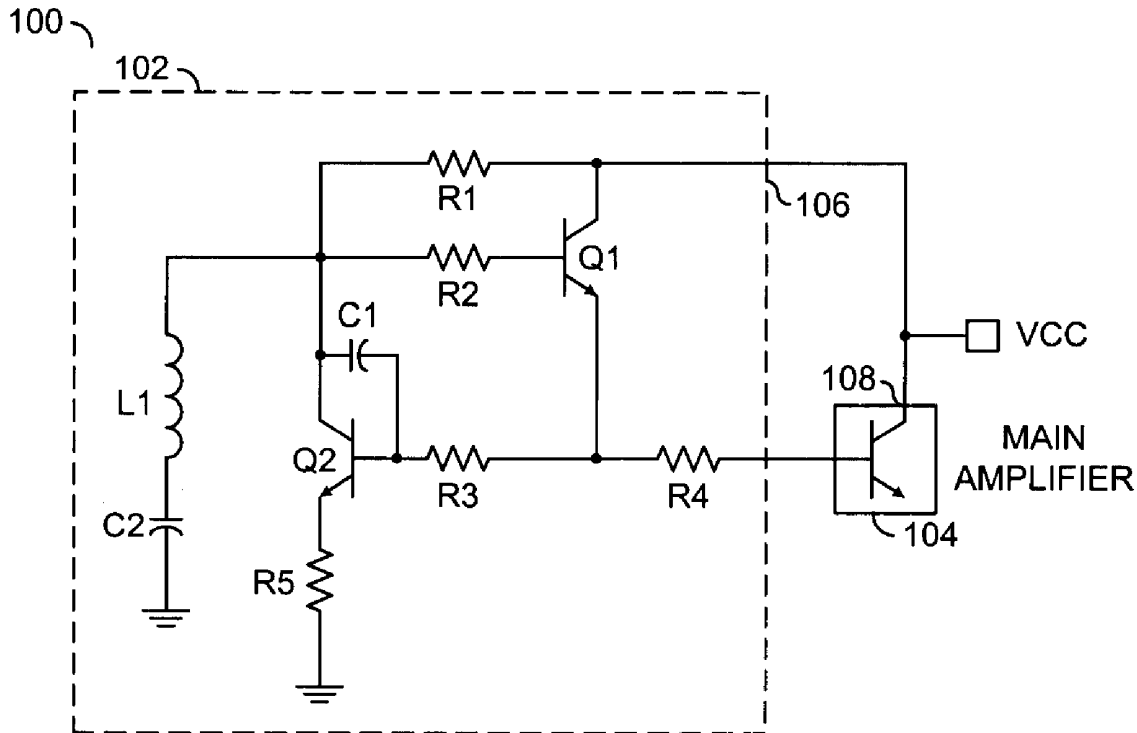 100
102
R1
106
Q1
R2
C1
VCC
L1
108
MAIN
AMPLIFIER
Q2
R3
R4
C2
104
R5